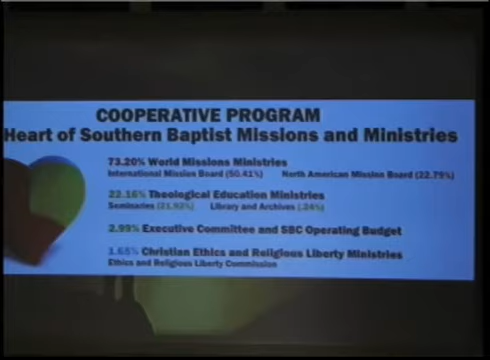 COOPERATIVE PROGRAM
Heart of Southern Baptist Missions and Ministries
73.20% World Missions Ministries
International Mission Board (50.41%) North American Mission Board (22.79%)
22.16% Theological Education Ministries
Seminaries (21.92%) Library and Archives (.24%)
2.99% Executive Committee and SBC Operating Budget
1.65% Christian Ethics and Religious Liberty Ministries
Ethics and Religious Liberty Commission